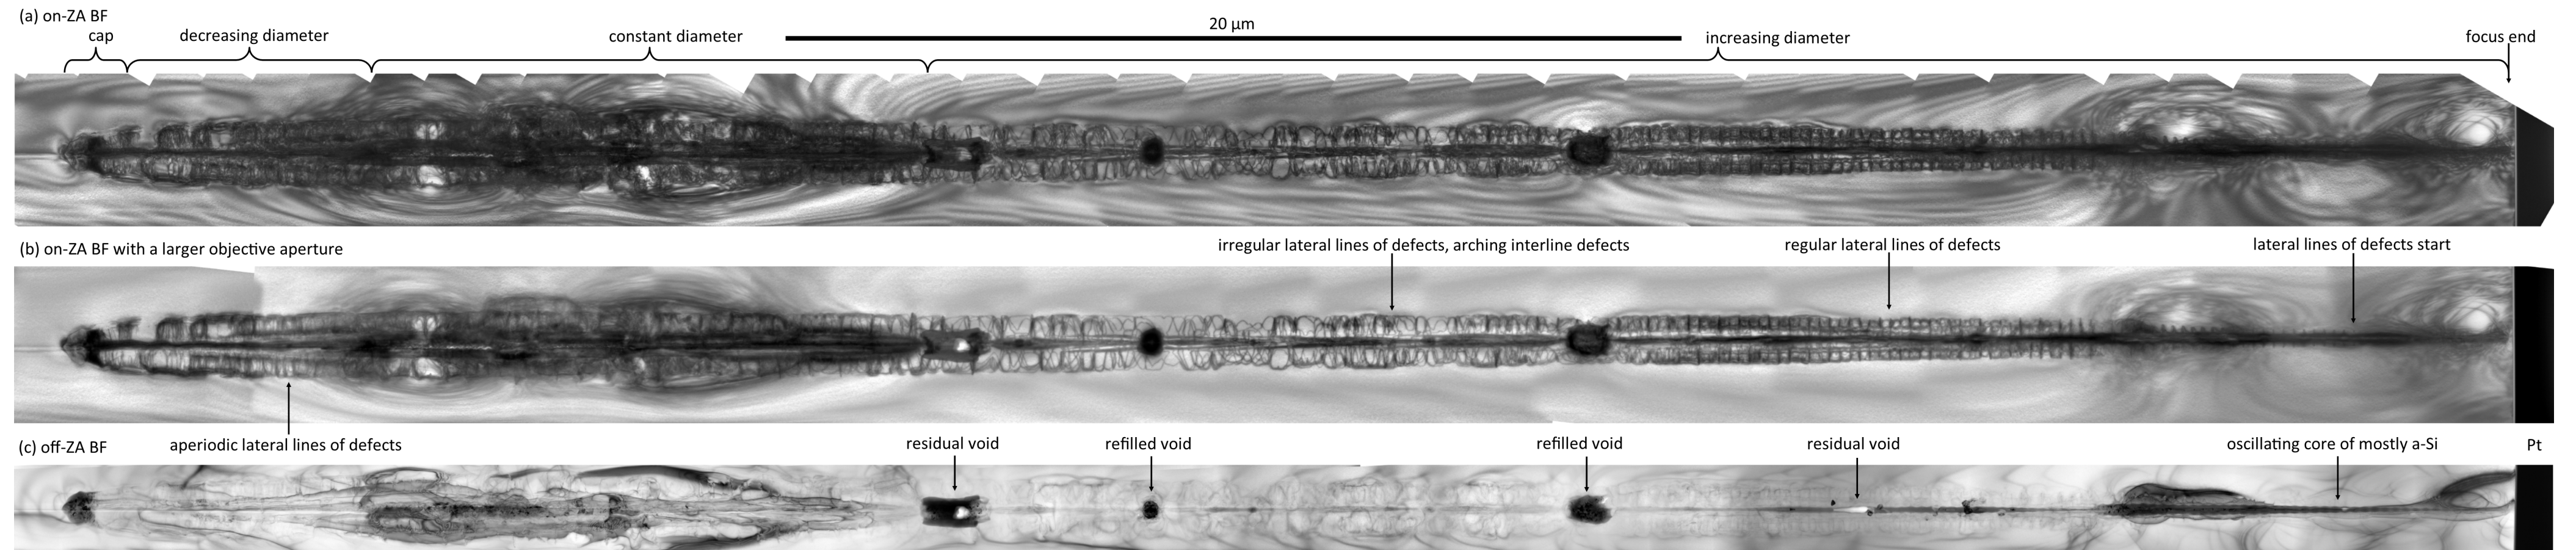 (a) on-ZA BF
cap
decreasing diameter
constant diameter
20 µm
increasing diameter
focus end
(b) on-ZA BF with a larger objective aperture
irregular lateral lines of defects, arching interline defects
regular lateral lines of defects
lateral lines of defects start
(c) off-ZA BF
aperiodic lateral lines of defects
residual void
refilled void
refilled void
residual void
oscillating core of mostly a-Si
Pt